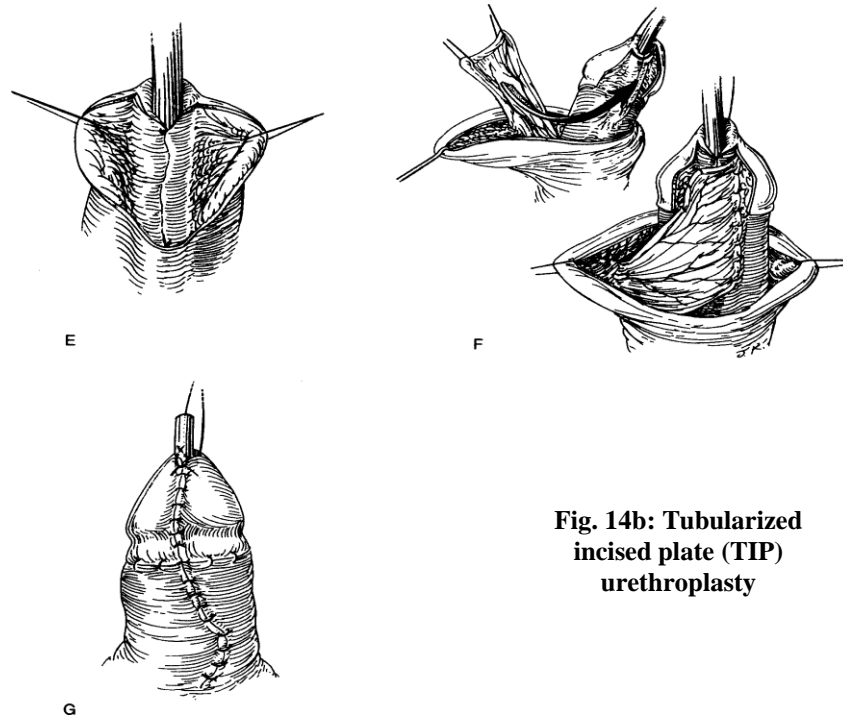 E
F
J.R.
G
Fig. 14b: Tubularized
incised plate (TIP)
urethroplasty